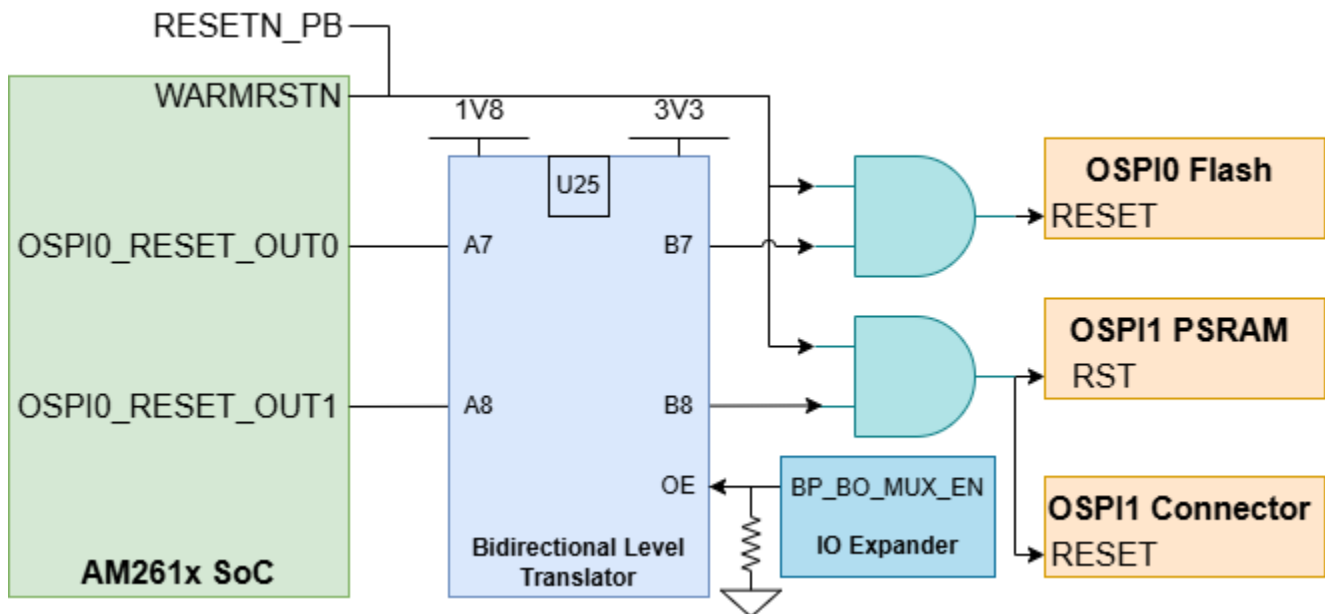 RESETN_PB
WARMRSTN
1V8
3V3
U25
OSPI0 Flash
RESET
OSPI0_RESET_OUT0
A7
B7
OSPI1 PSRAM
RST
OSPI0_RESET_OUT1
A8
B8
OE
BP_BO_MUX_EN
IO Expander
OSPI1 Connector
RESET
Bidirectional Level
Translator
AM261x SoC